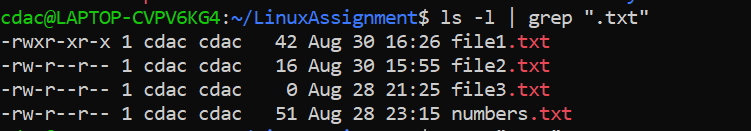 cdac@LAPTOP-CVPV6KG4:~/LinuxAssignment$ ls -l | grep ".txt"
-rwxr-xr-x 1 cdac cdac   42 Aug 30 16:26 file1.txt
-rw-r--r-- 1 cdac cdac   16 Aug 30 15:55 file2.txt
-rw-r--r-- 1 cdac cdac    0 Aug 28 21:25 file3.txt
-rw-r--r-- 1 cdac cdac   51 Aug 28 23:15 numbers.txt